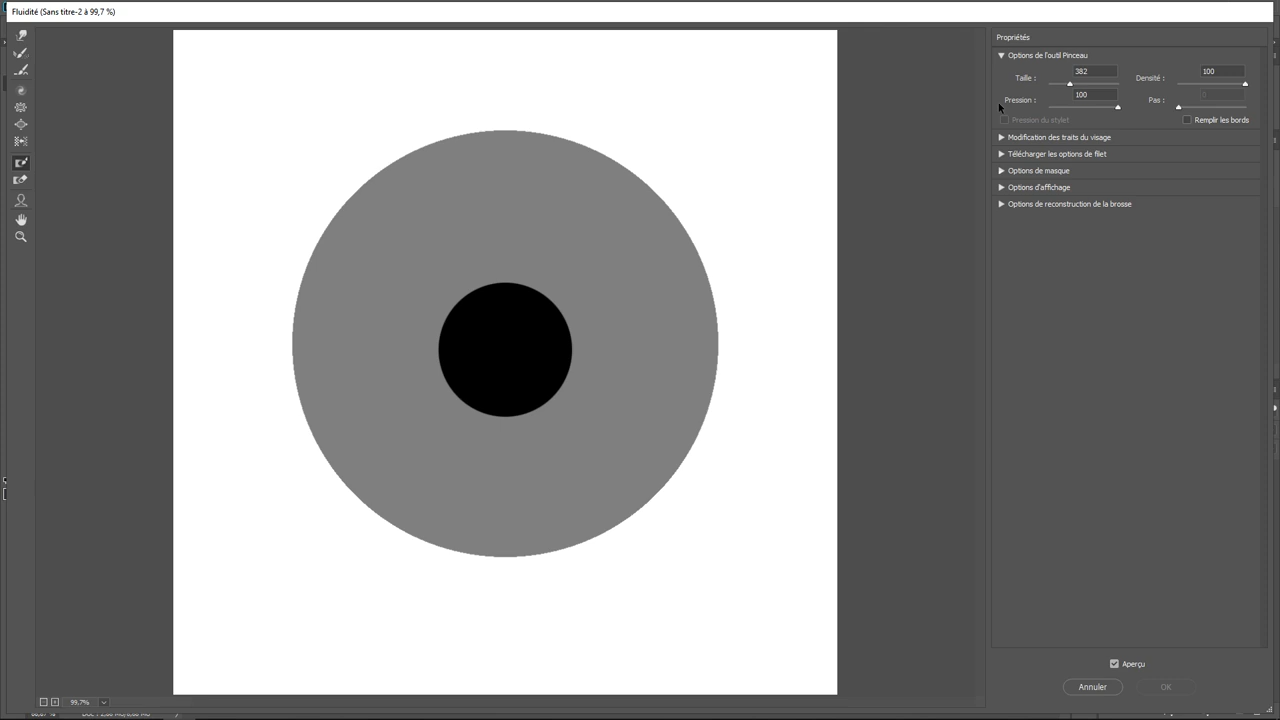 Fluidité (Sans titre-2 à 99,7 %)
Propriétés
Options de l'outil Pinceau
Taille : 382 Densité : 100
Pression : 100 Pas : 0
Pression du stylet Remplir les bords
Modification des traits du visage
Télécharger les options de filet
Options de masque
Options d'affichage
Options de reconstruction de la brosse
Aperçu
Annuler OK
99,7%